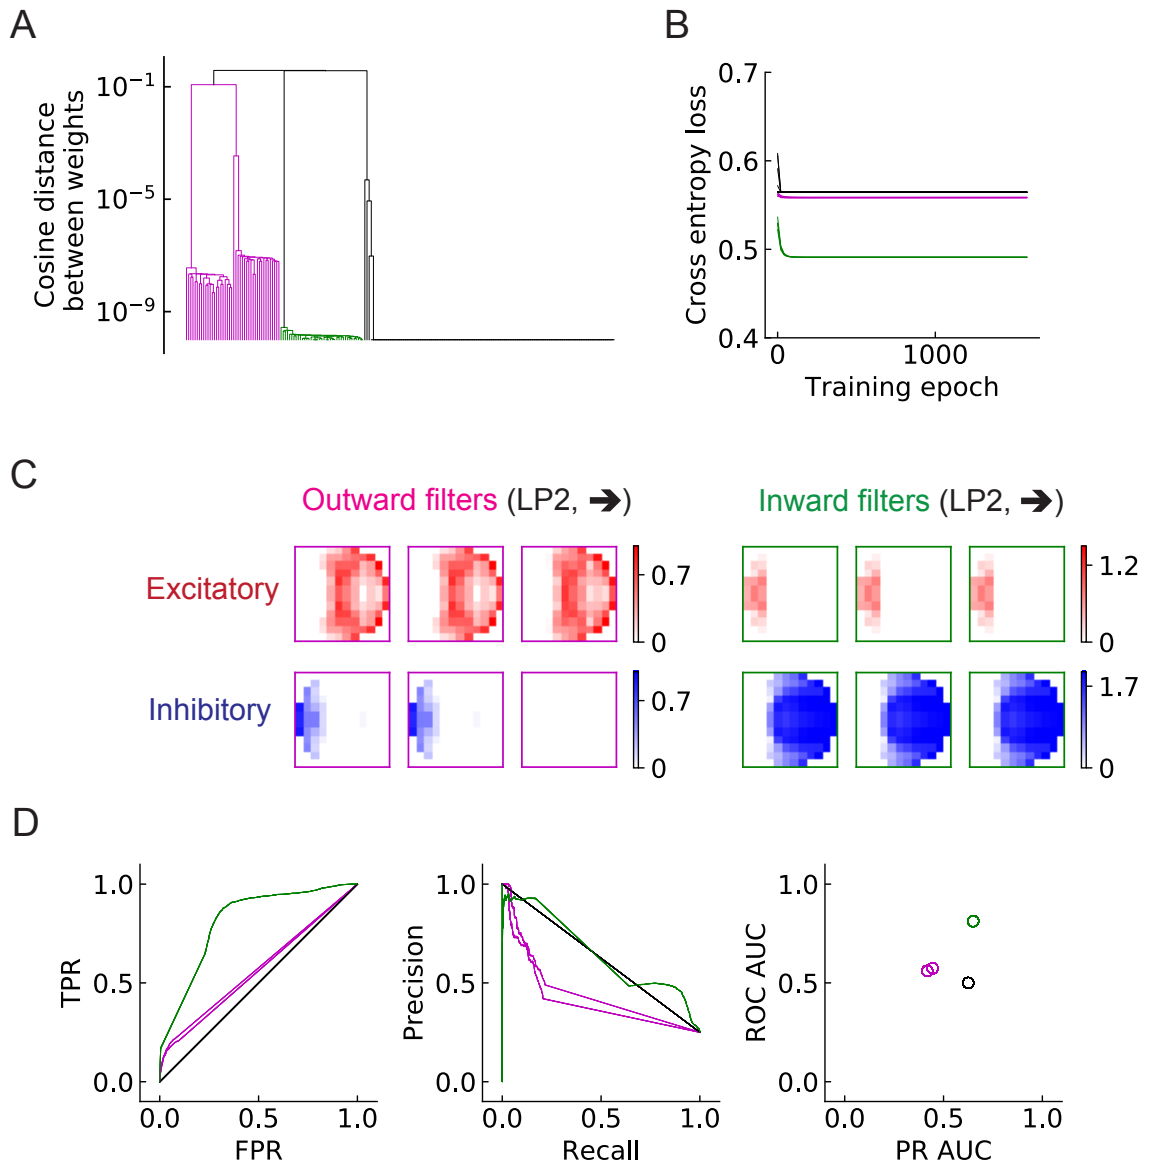 A
B
Cosine distance
between weights
10⁻¹
10⁻⁵
10⁻⁹
Cross entropy loss
0.7
0.6
0.5
0.4
0
1000
Training epoch
C
Outward filters (LP2, ➔)
Inward filters (LP2, ➔)
Excitatory
0.7
0
1.2
0
Inhibitory
0.7
0
1.7
0
D
TPR
1.0
0.5
0.0
0.0
0.5
1.0
FPR
Precision
1.0
0.5
0.0
0.0
0.5
1.0
Recall
ROC AUC
1.0
0.5
0.0
0.0
0.5
1.0
PR AUC